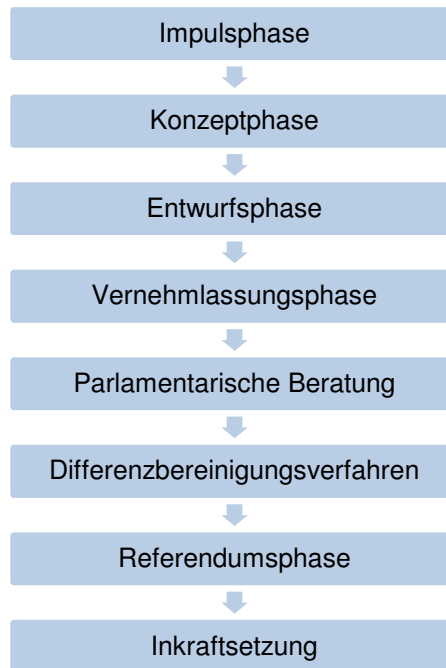 Impulsphase
Konzeptphase
Entwurfsphase
Vernehmlassungsphase
Parlamentarische Beratung
Differenzbereinigungsverfahren
Referendumsphase
Inkraftsetzung